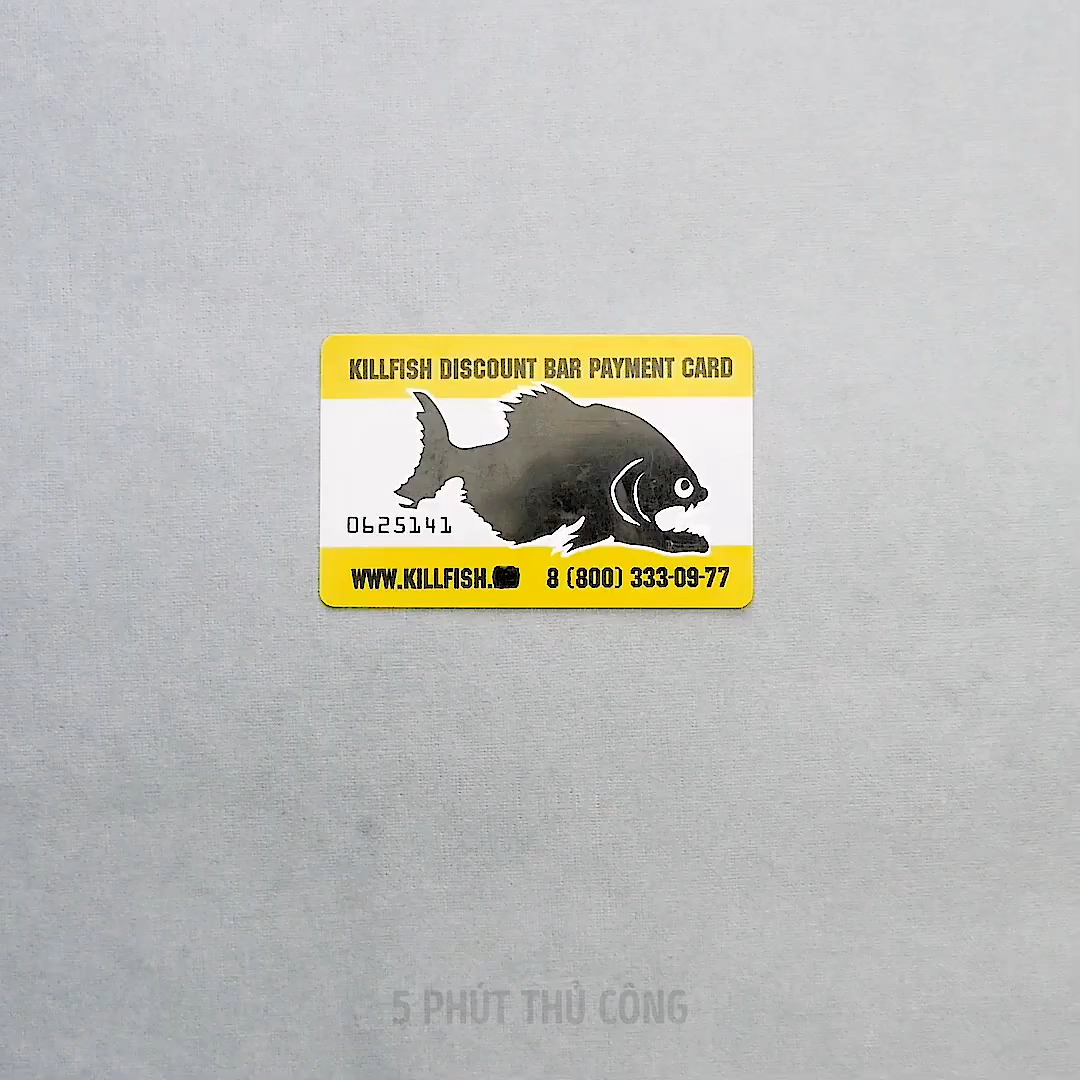 KILLFISH DISCOUNT BAR PAYMENT CARD
0625141
WWW.KILLFISH. 8 (800) 333-09-77
5 PHÚT THỦ CÔNG